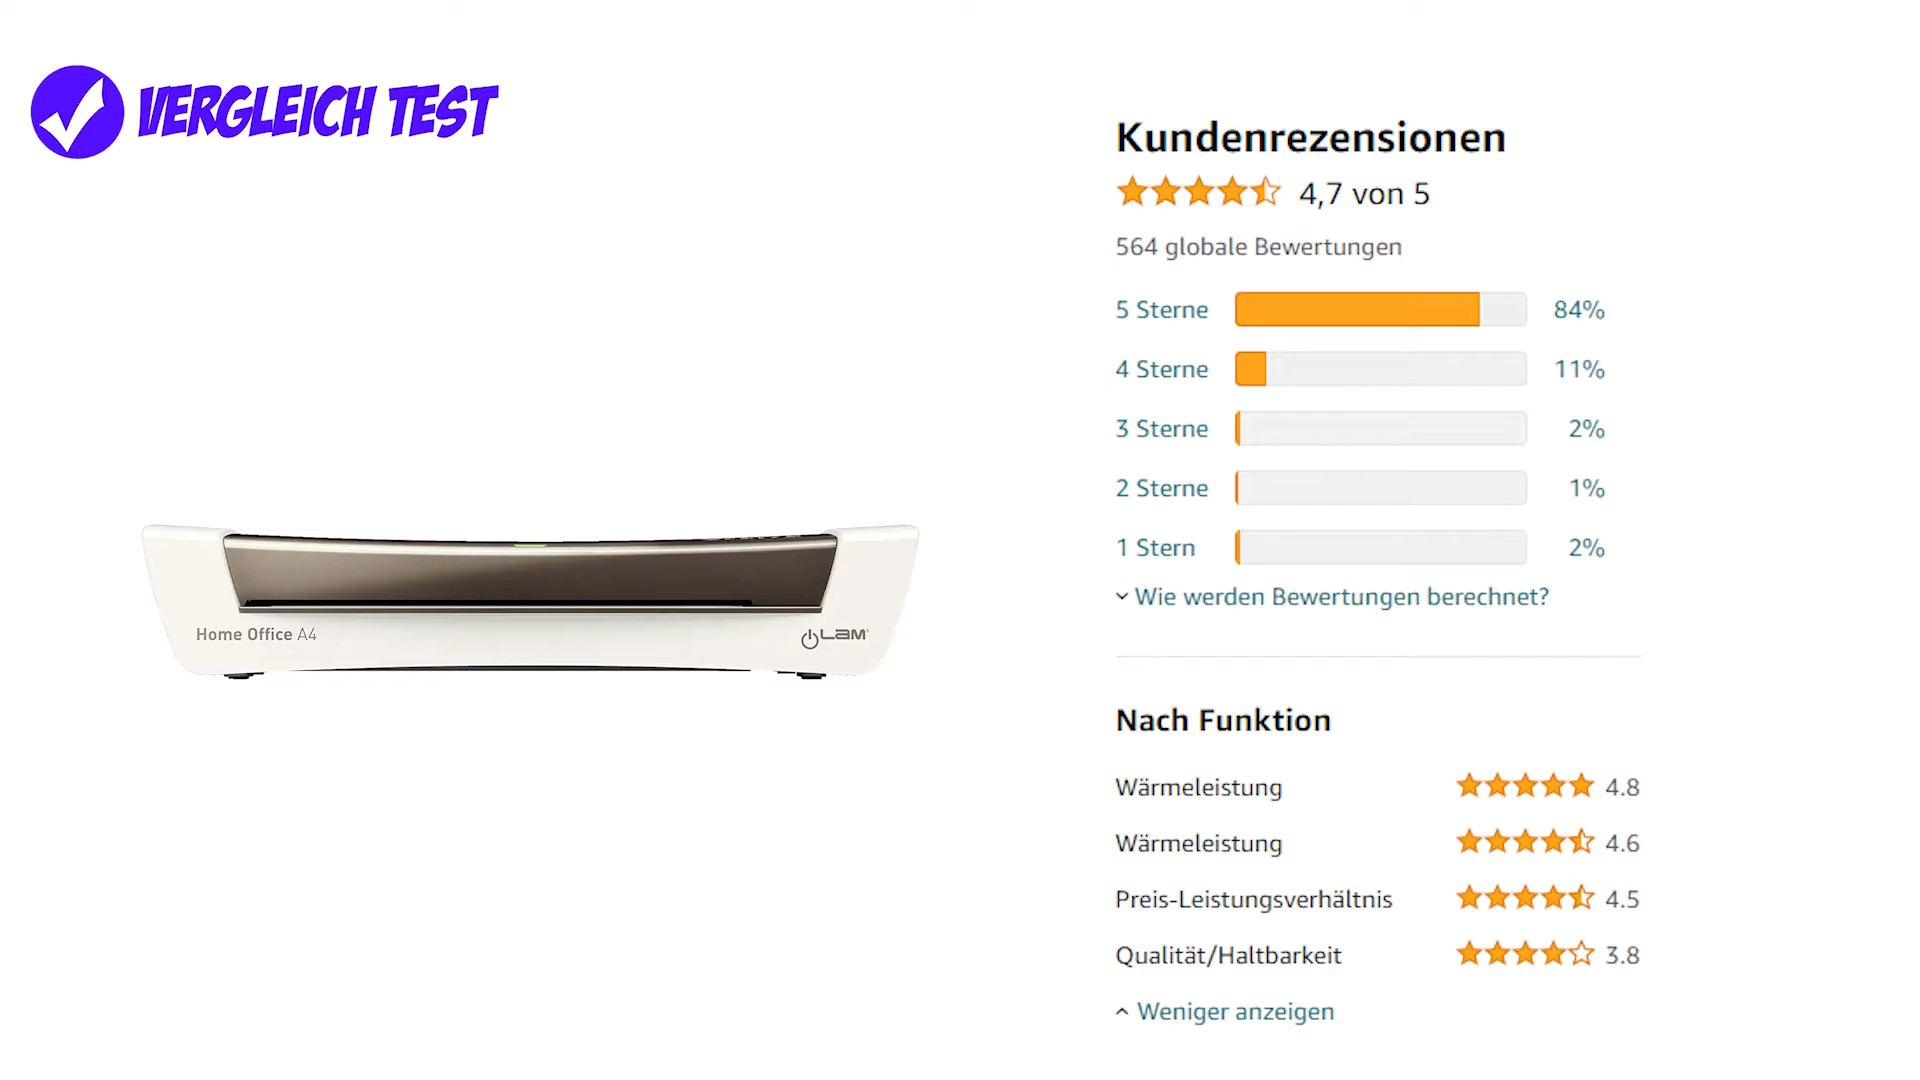 VERGLEICH TEST
Home Office A4
LAM
Kundenrezensionen
4,7 von 5
564 globale Bewertungen
5 Sterne 84%
4 Sterne 11%
3 Sterne 2%
2 Sterne 1%
1 Stern 2%
Wie werden Bewertungen berechnet?
Nach Funktion
Wärmeleistung 4.8
Wärmeleistung 4.6
Preis-Leistungsverhältnis 4.5
Qualität/Haltbarkeit 3.8
Weniger anzeigen